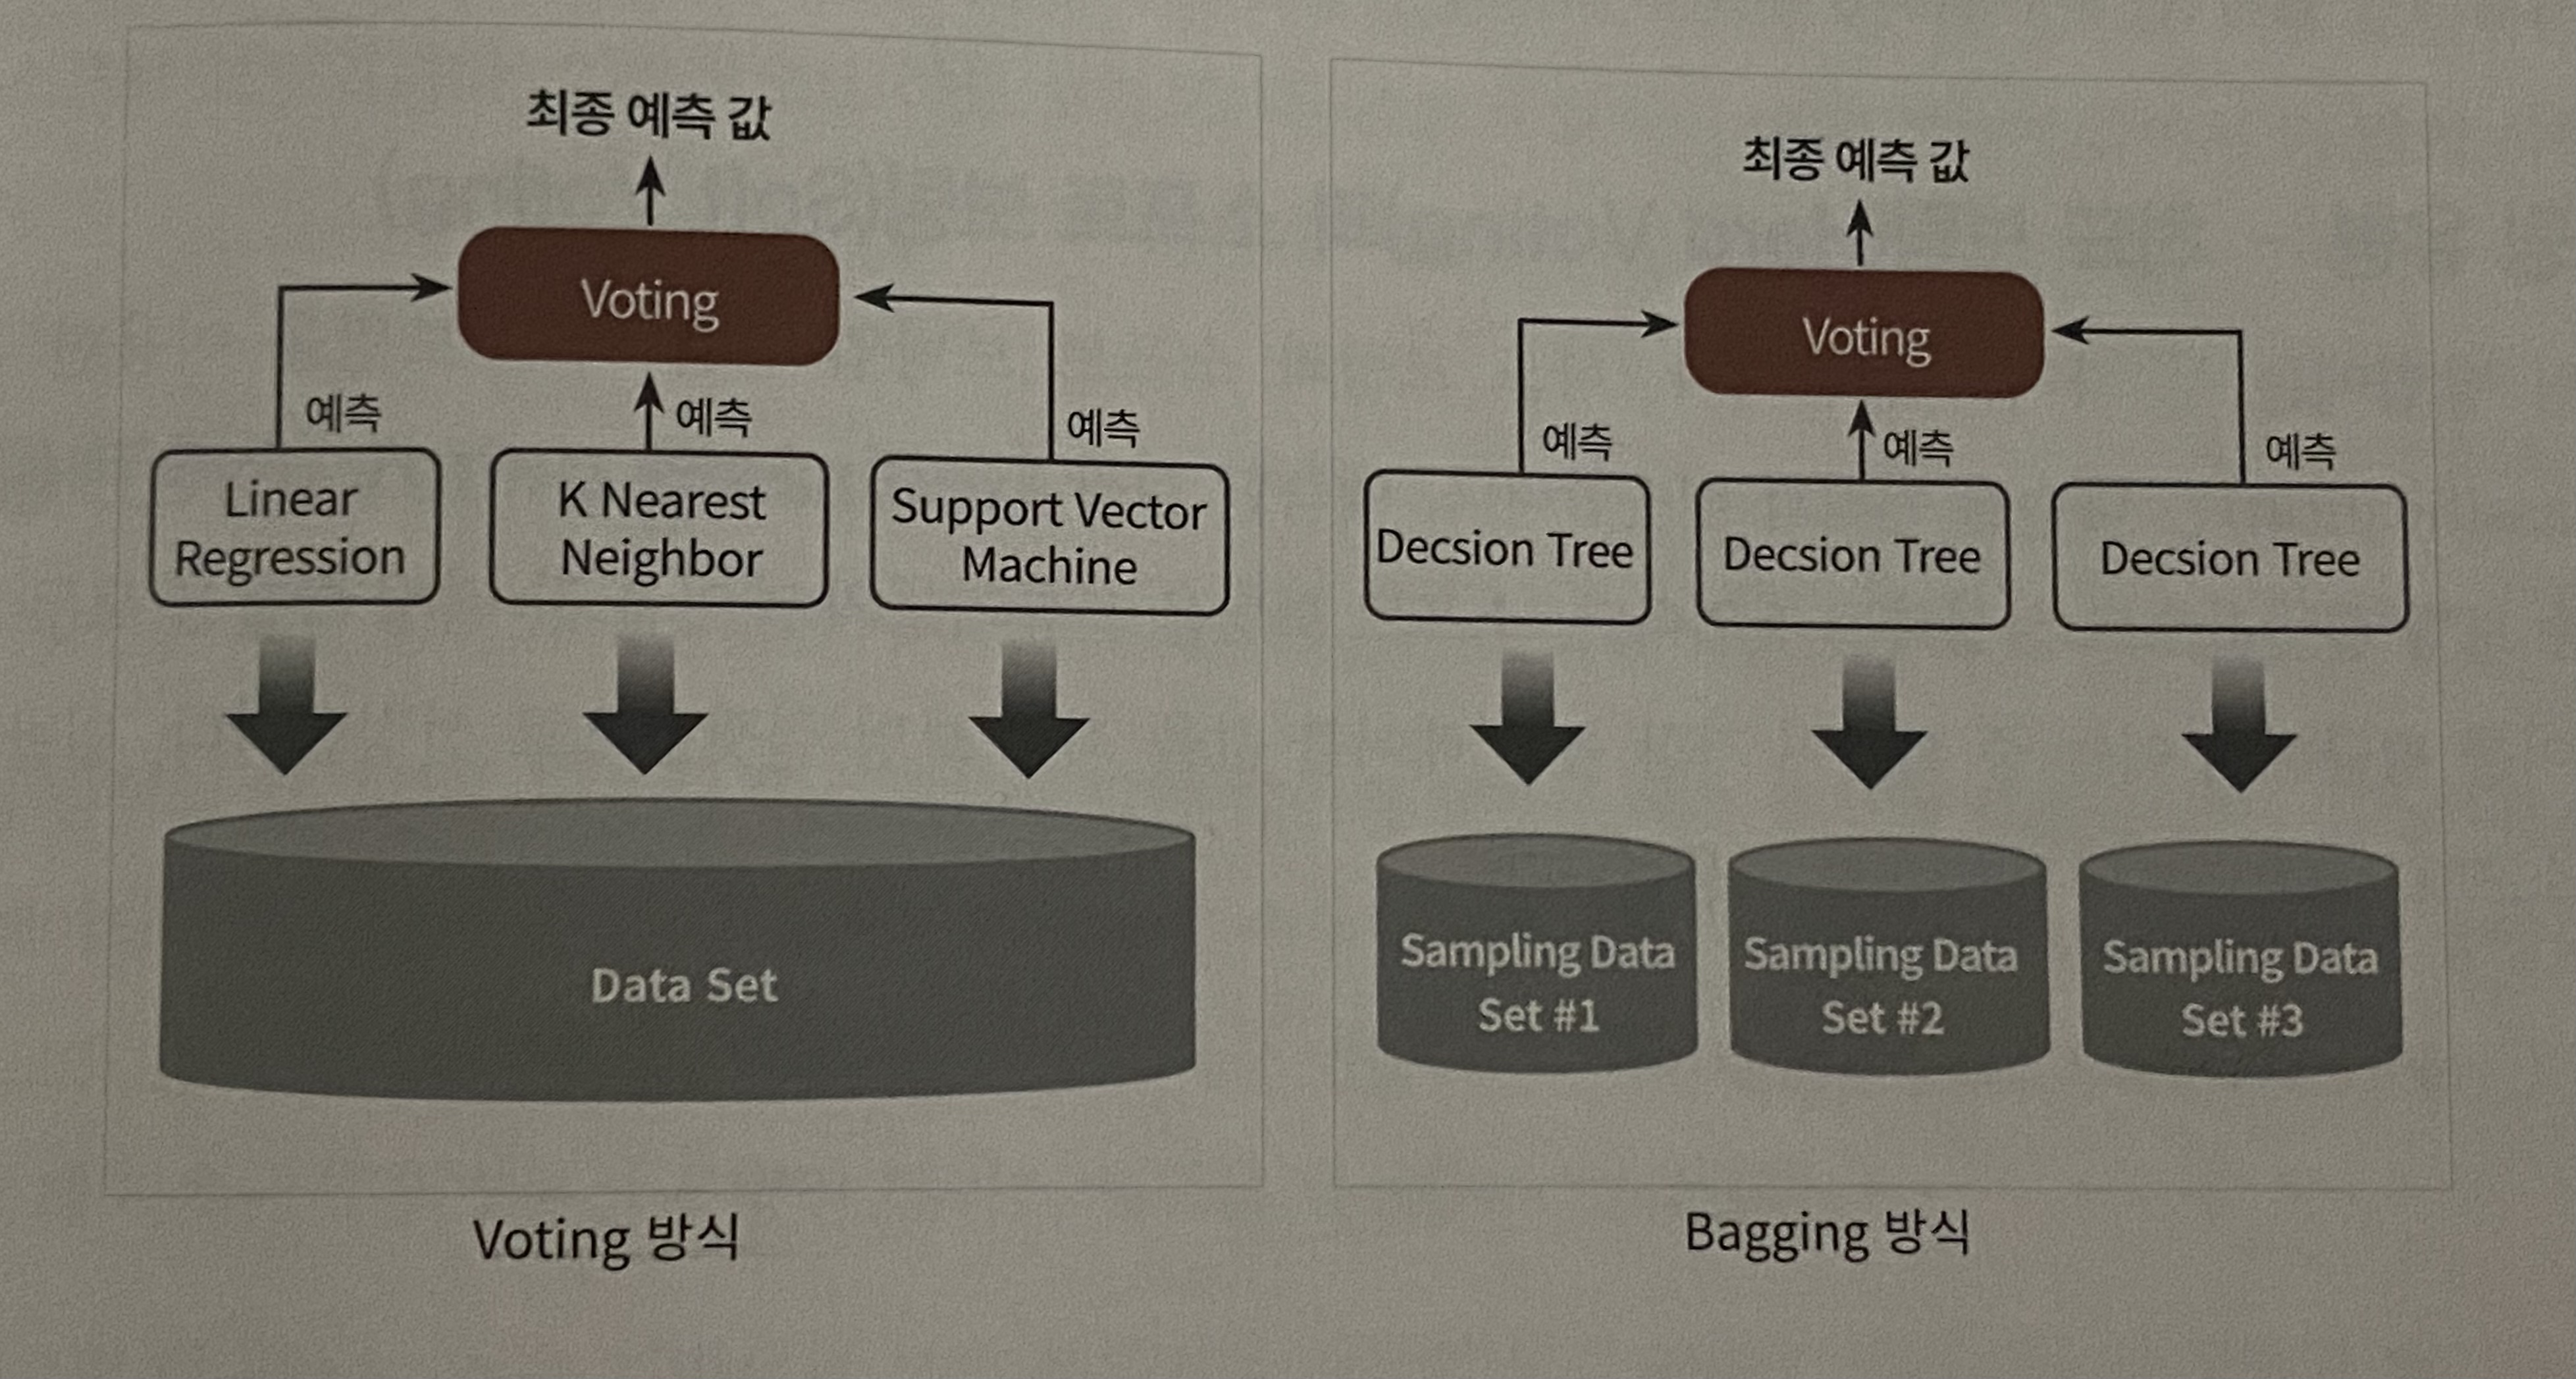 최종 예측 값
Voting
예측
예측
예측
Linear
Regression
K Nearest
Neighbor
Support Vector
Machine
Data Set
Voting 방식
최종 예측 값
Voting
예측
예측
예측
Decsion Tree
Decsion Tree
Decsion Tree
Sampling Data
Set #1
Sampling Data
Set #2
Sampling Data
Set #3
Bagging 방식